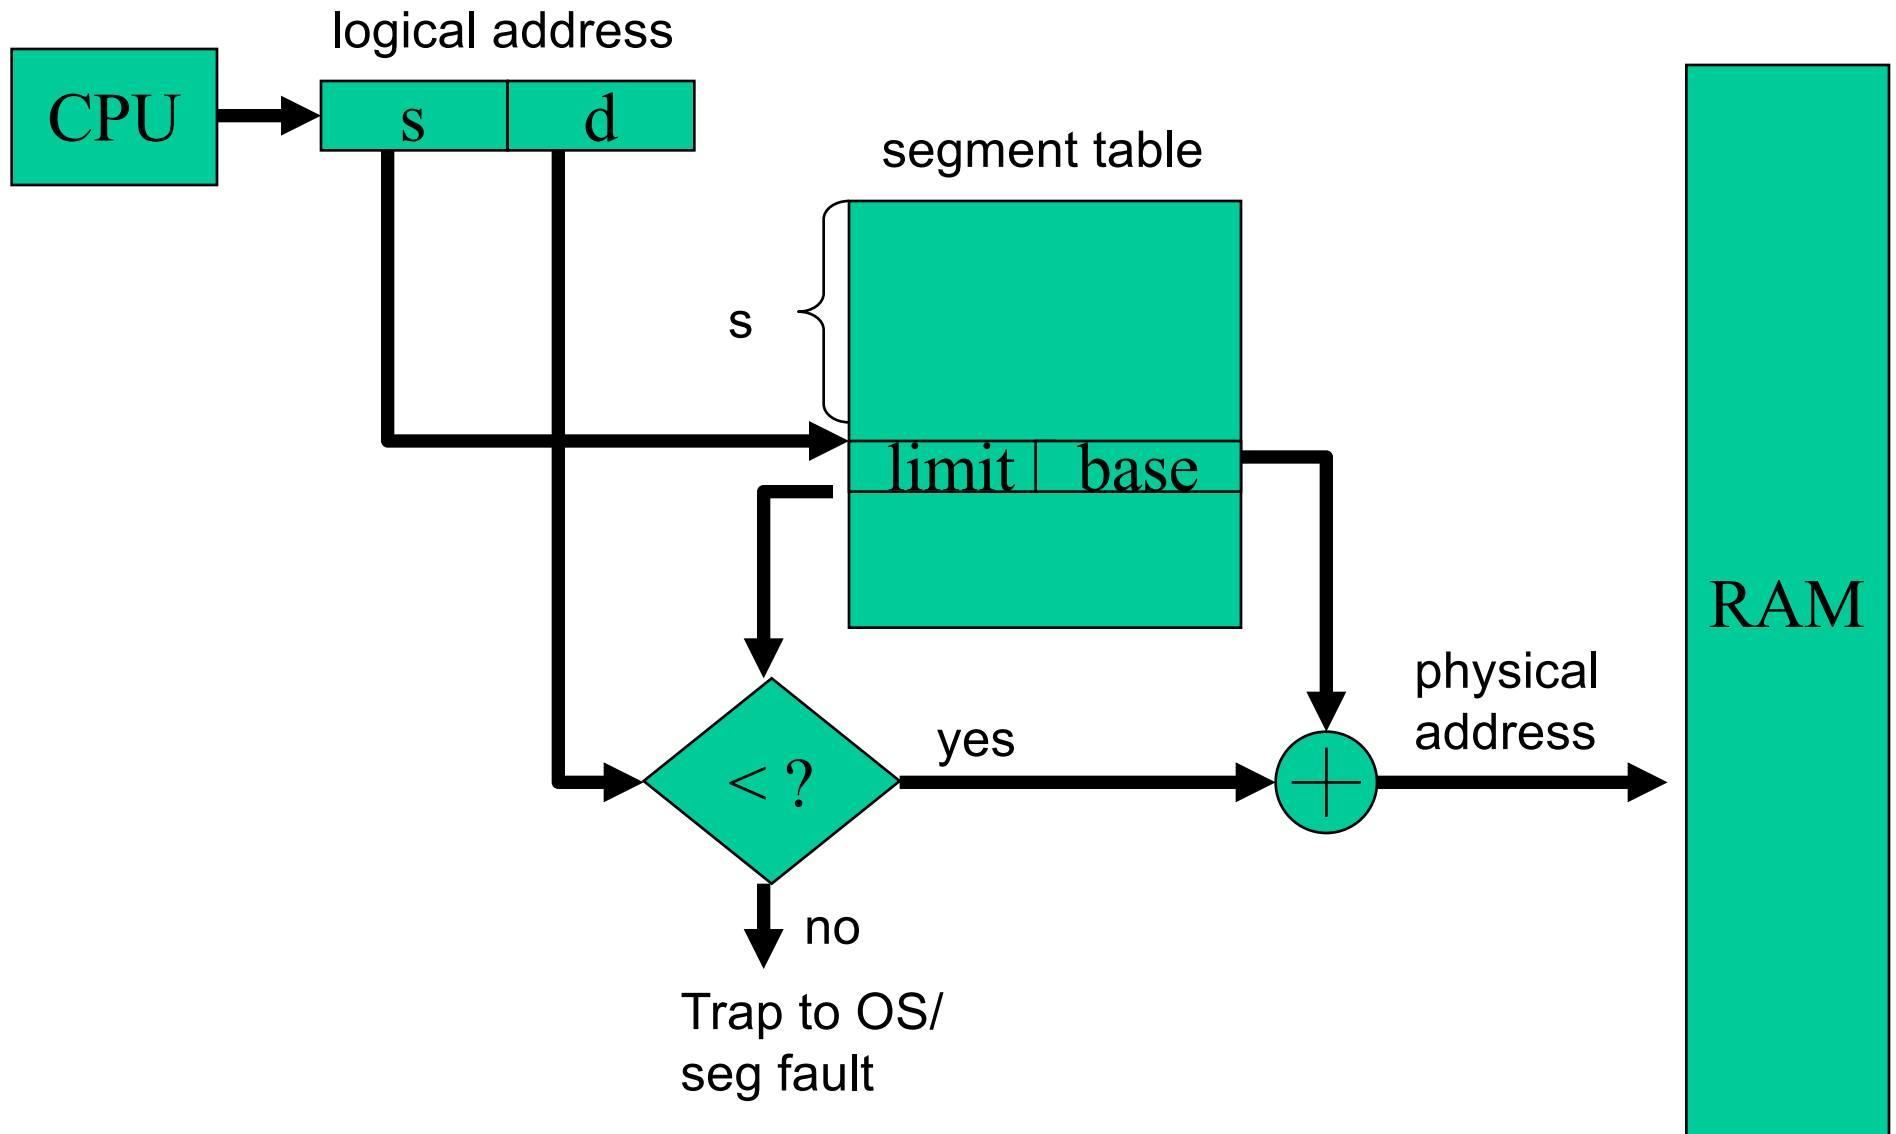 logical address
CPU
s
d
segment table
s
limit
base
RAM
physical
address
yes
< ?
no
Trap to OS/
seg fault